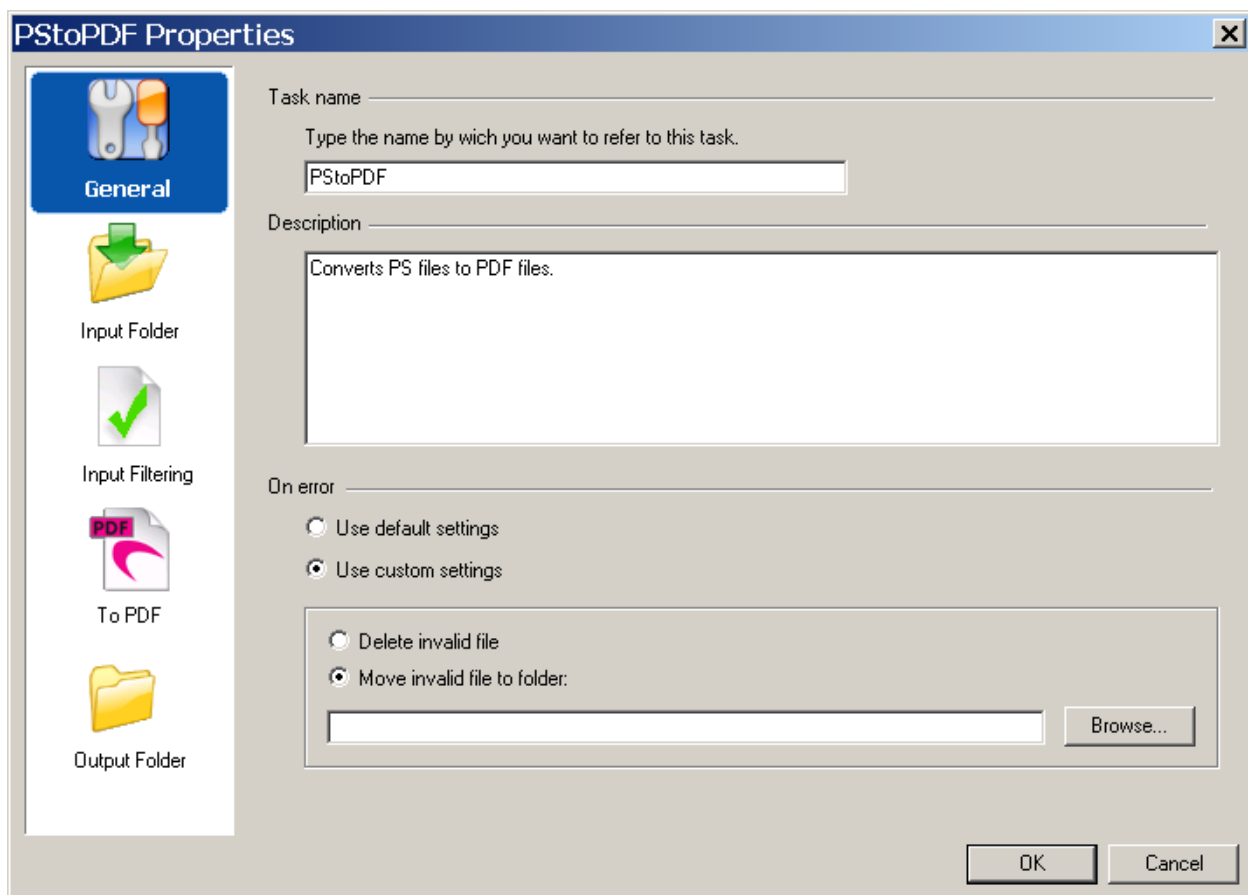 PStoPDF Properties
General
Input Folder
Input Filtering
PDF
To PDF
Output Folder
Task name
Type the name by wich you want to refer to this task.
PStoPDF
Description
Converts PS files to PDF files.
On error
Use default settings
Use custom settings
Delete invalid file
Move invalid file to folder:
Browse...
OK
Cancel